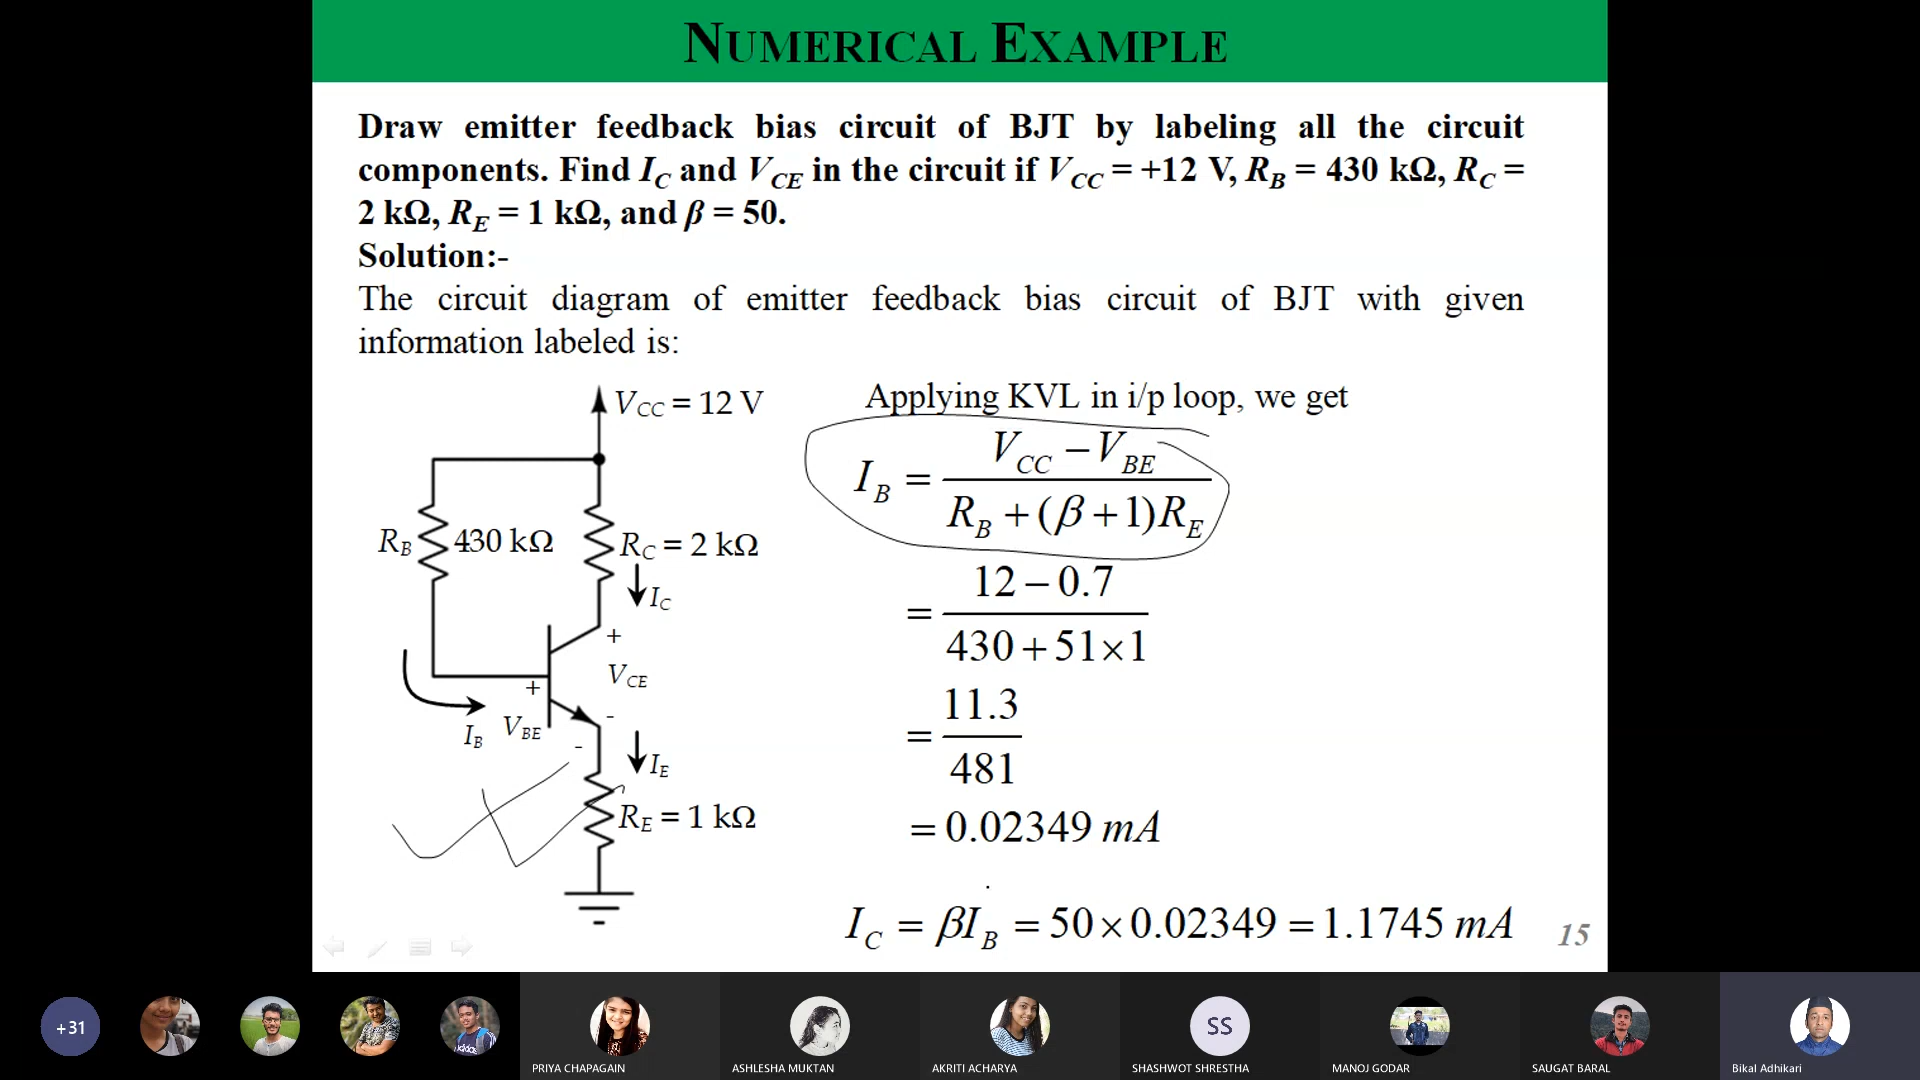 NUMERICAL EXAMPLE
Draw emitter feedback bias circuit of BJT by labeling all the circuit
components. Find I_C and V_CE in the circuit if V_CC = +12 V, R_B = 430 kΩ, R_C =
2 kΩ, R_E = 1 kΩ, and β = 50.
Solution:-
The circuit diagram of emitter feedback bias circuit of BJT with given
information labeled is:
V_CC = 12 V
R_B 430 kΩ
R_C = 2 kΩ
I_C
+
V_CE
-
+
V_BE
-
I_B
I_E
R_E = 1 kΩ
Applying KVL in i/p loop, we get
I_B = (V_CC − V_BE) / (R_B + (β + 1)R_E)
= (12 − 0.7) / (430 + 51×1)
= 11.3 / 481
= 0.02349 mA
I_C = βI_B = 50×0.02349 = 1.1745 mA
15
+31
adidas
SS
PRIYA CHAPAGAIN
ASHLESHA MUKTAN
AKRITI ACHARYA
SHASHWOT SHRESTHA
MANOJ GODAR
SAUGAT BARAL
Bikal Adhikari